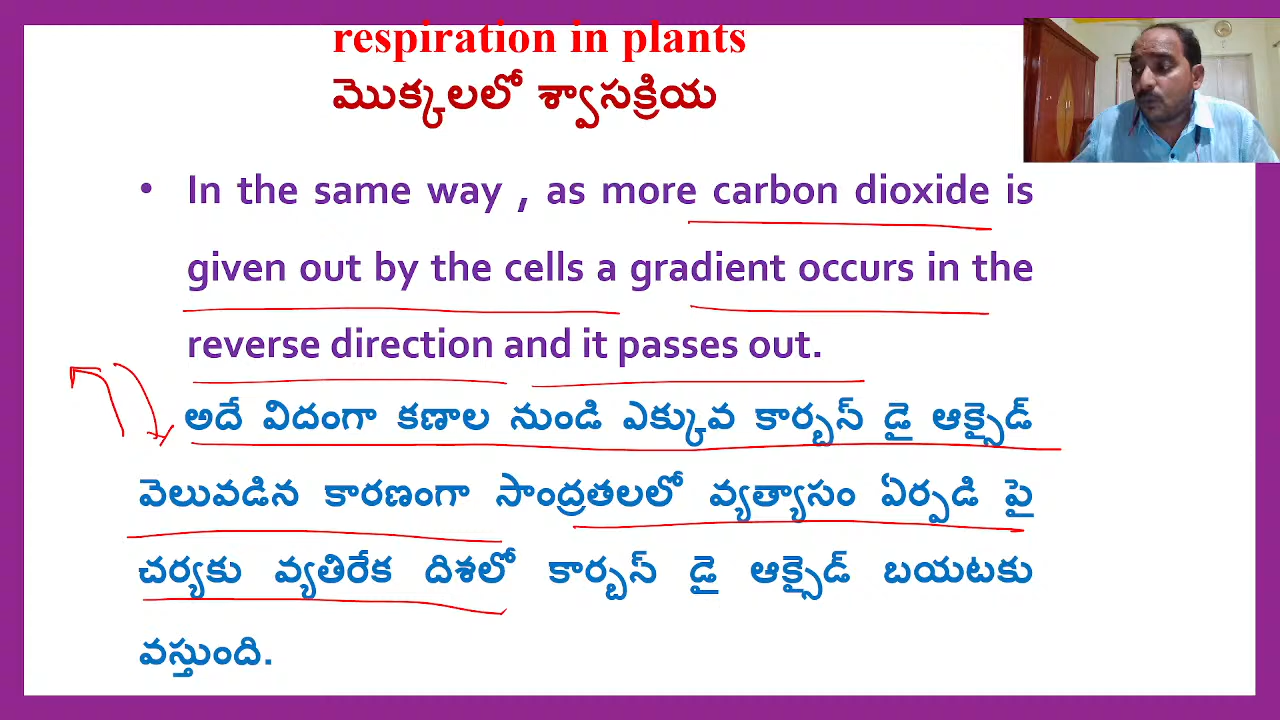 respiration in plants
మొక్కలలో శ్వాసక్రియ
• In the same way , as more carbon dioxide is
given out by the cells a gradient occurs in the
reverse direction and it passes out.
అదే విదంగా కణాల నుండి ఎక్కువ కార్బస్ డై ఆక్సైడ్
వెలువడిన కారణంగా సాంద్రతలలో వ్యత్యాసం ఏర్పడి పై
చర్యకు వ్యతిరేక దిశలో కార్బస్ డై ఆక్సైడ్ బయటకు
వస్తుంది.